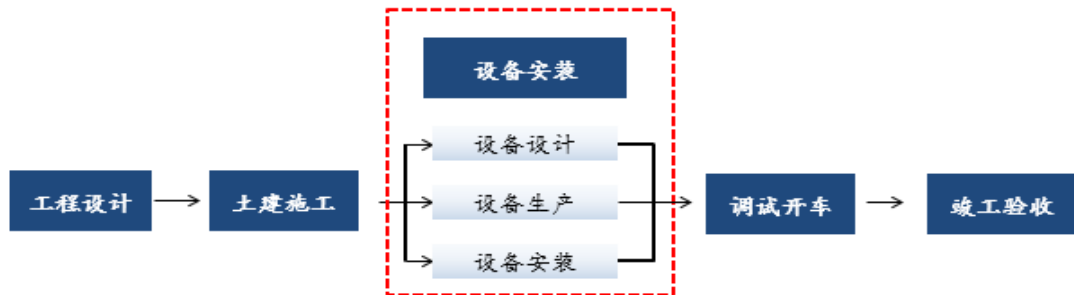 工程设计
土建施工
设备安装
设备设计
设备生产
设备安装
调试开车
竣工验收